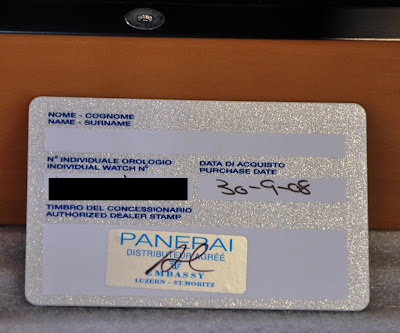 NOME - COGNOME
NAME - SURNAME
N° INDIVIDUALE OROLOGIO
INDIVIDUAL WATCH N°
DATA DI ACQUISTO
PURCHASE DATE
30-9-08
TIMBRO DEL CONCESSIONARIO
AUTHORIZED DEALER STAMP
PANERAI
DISTRIBUTEUR AGRÉÉ
EMBASSY
LUZERN - ST.MORITZ